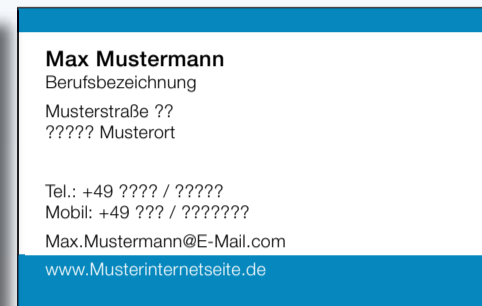 Max Mustermann
Berufsbezeichnung
Musterstraße ??
????? Musterort
Tel.: +49 ???? / ?????
Mobil: +49 ??? / ???????
Max.Mustermann@E-Mail.com
www.Musterinternetseite.de